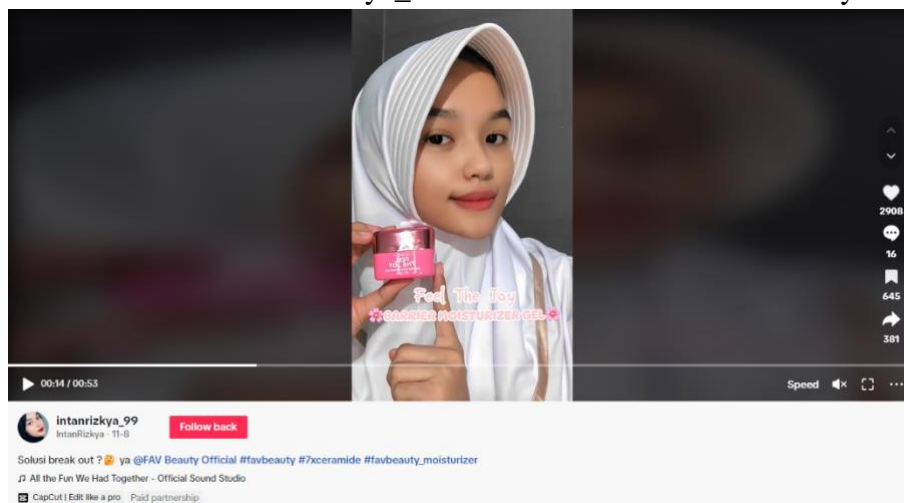 Feel The Joy
BARRIER MOISTURIZER GEL
2908
16
645
381
00:14 / 00:53
Speed
intanrizkya_99
IntanRizkya · 11-8
Follow back
Solusi break out ?🤔 ya @FAV Beauty Official #favbeauty #7xceramide #favbeauty_moisturizer
All the Fun We Had Together - Official Sound Studio
CapCut | Edit like a pro
Paid partnership